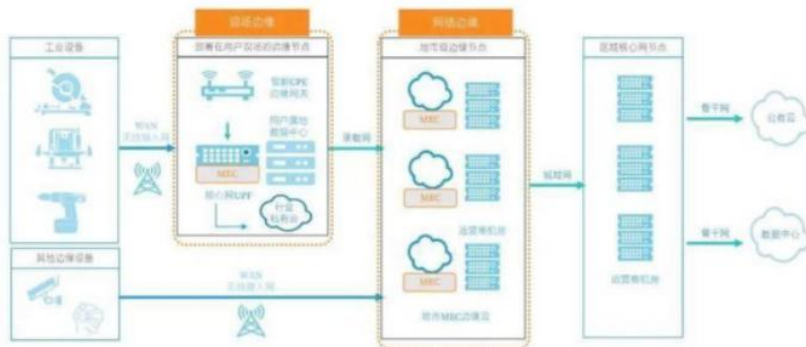 现场边缘
网络边缘
工业设备
部署在用户现场的边缘节点
地市级边缘节点
区域核心网节点
智能CPE
边缘网关
用户属地
数据中心
WAN
无线接入网
MEC
核心网UPF
行业
私有云
承载网
MEC
MEC
运营商机房
MEC
地市MEC边缘云
城域网
运营商机房
骨干网
公有云
骨干网
数据中心
其他边缘设备
WAN
无线接入网